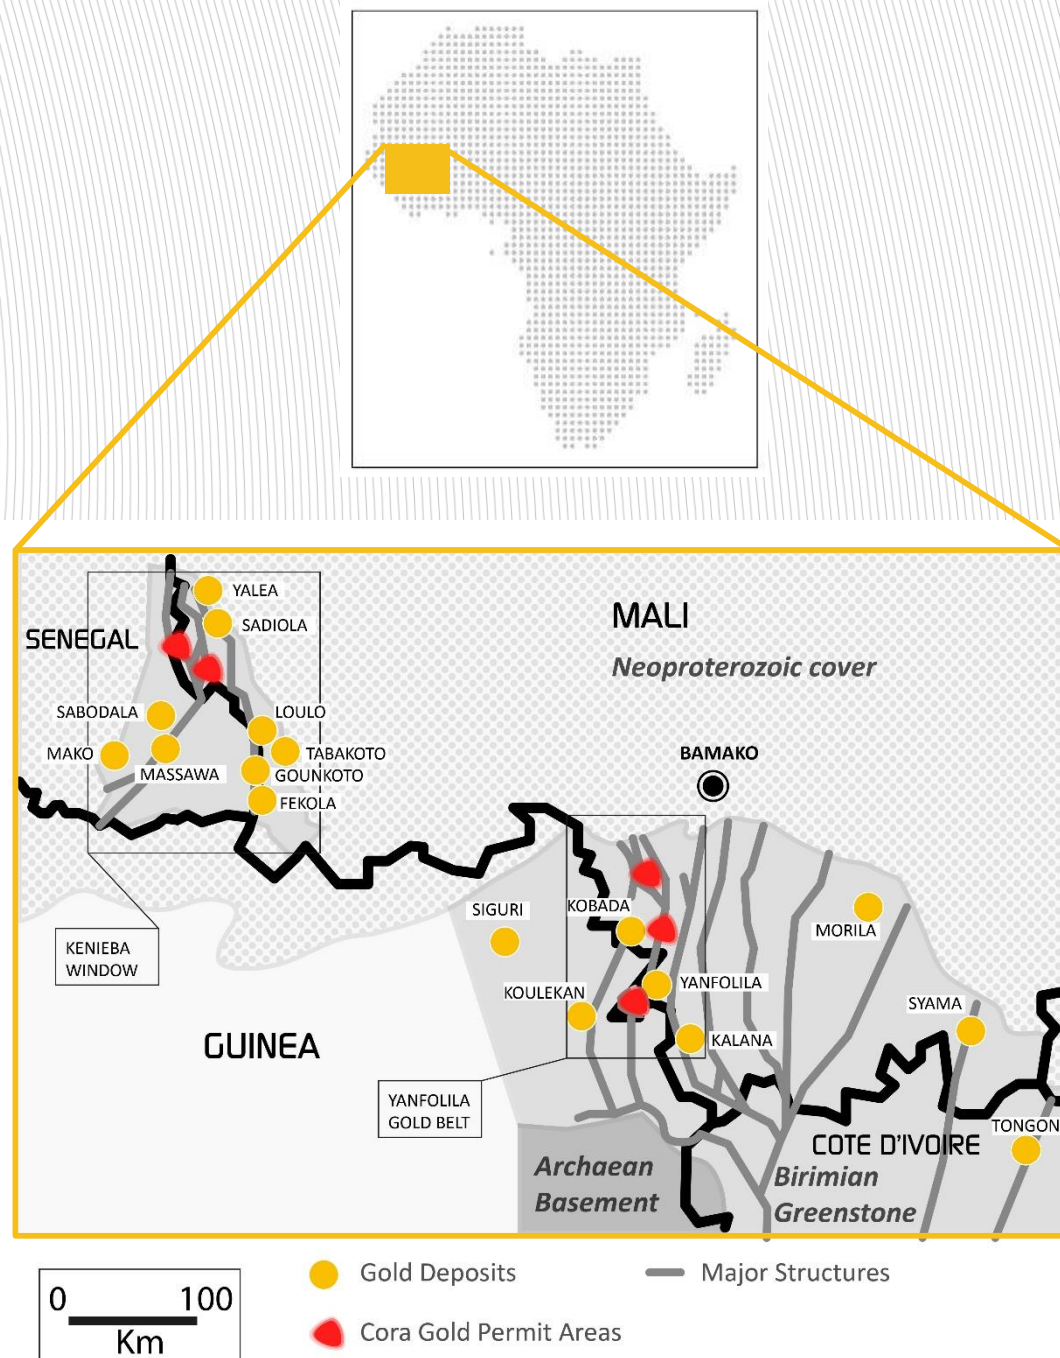 YALEA
SADIOLA
SENEGAL
MALI
Neoproterozoic cover
SABODALA
LOULO
MAKO
TABAKOTO
MASSAWA
GOUNKOTO
BAMAKO
FEKOLA
SIGURI
KOBADA
MORILA
KENIEBA
WINDOW
YANFOLILA
KOULEKAN
SYAMA
KALANA
GUINEA
YANFOLILA
GOLD BELT
TONGON
COTE D'IVOIRE
Archaean
Basement
Birimian
Greenstone
0 100
Km
Gold Deposits
Major Structures
Cora Gold Permit Areas